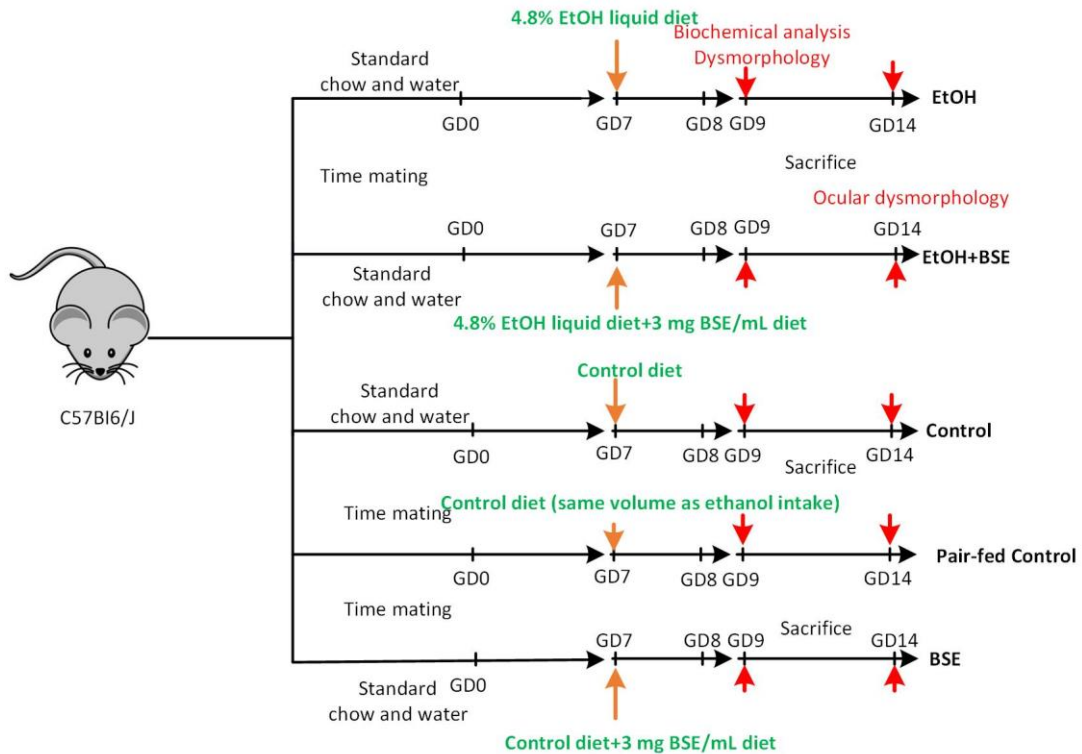 4.8% EtOH liquid diet
Biochemical analysis
Dysmorphology
Standard
chow and water
EtOH
GD0
GD7
GD8
GD9
GD14
Time mating
Sacrifice
Ocular dysmorphology
GD0
GD7
GD8
GD9
GD14
EtOH+BSE
Standard
chow and water
4.8% EtOH liquid diet+3 mg BSE/mL diet
C57Bl6/J
Control diet
Standard
chow and water
Control
GD0
GD7
GD8
GD9
GD14
Sacrifice
Control diet (same volume as ethanol intake)
Time mating
Pair-fed Control
GD0
GD7
GD8
GD9
GD14
Time mating
Sacrifice
GD7
GD8
GD9
GD14
BSE
GD0
Standard
chow and water
Control diet+3 mg BSE/mL diet